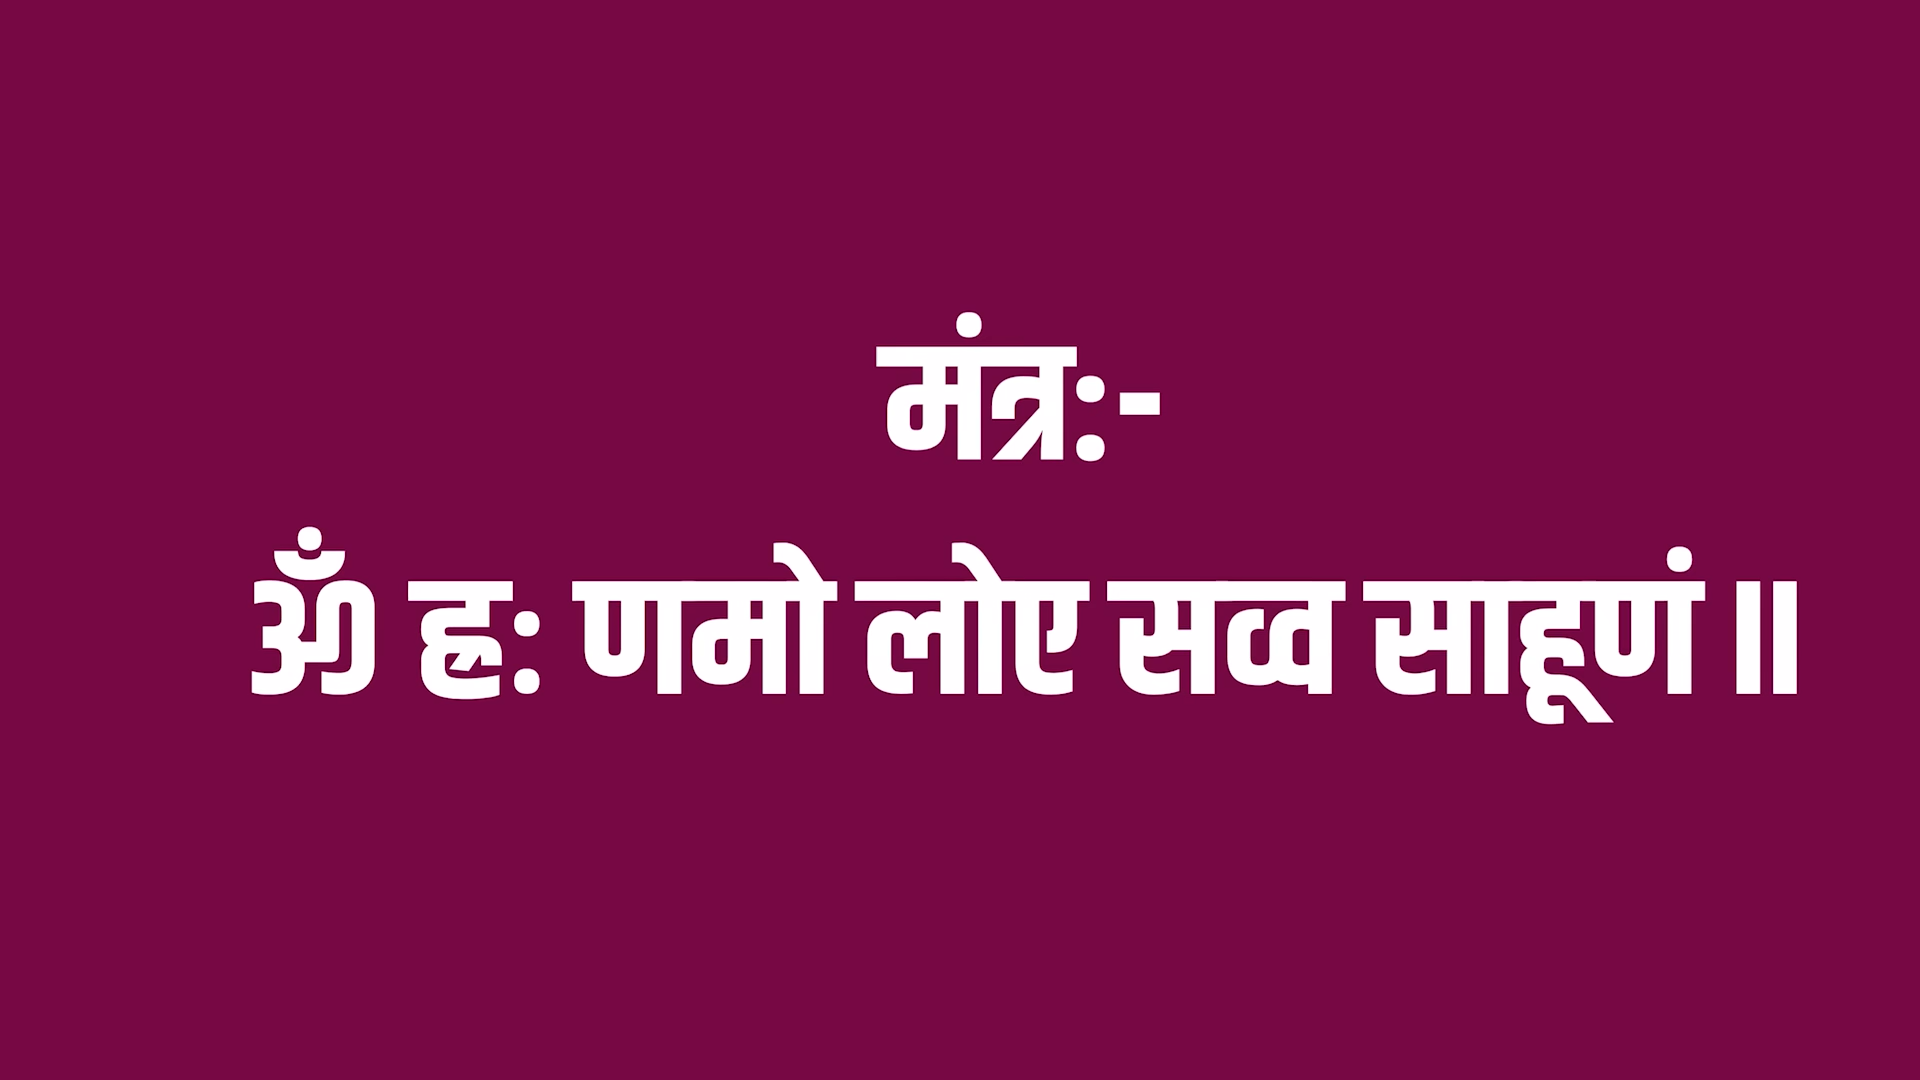 मंत्र:-
ॐ ह्र: णमो लोए सव्व साहूणं ॥